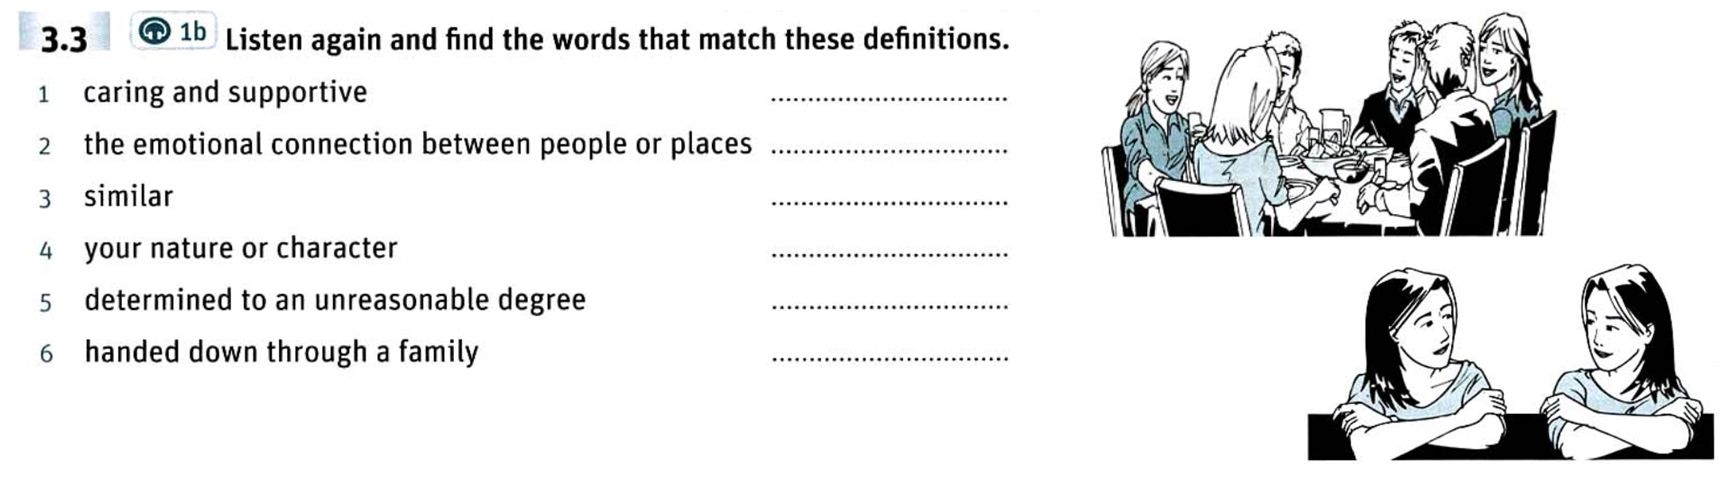 3.3 1b Listen again and find the words that match these definitions.
1 caring and supportive ..............................
2 the emotional connection between people or places ..............................
3 similar ..............................
4 your nature or character ..............................
5 determined to an unreasonable degree ..............................
6 handed down through a family ..............................